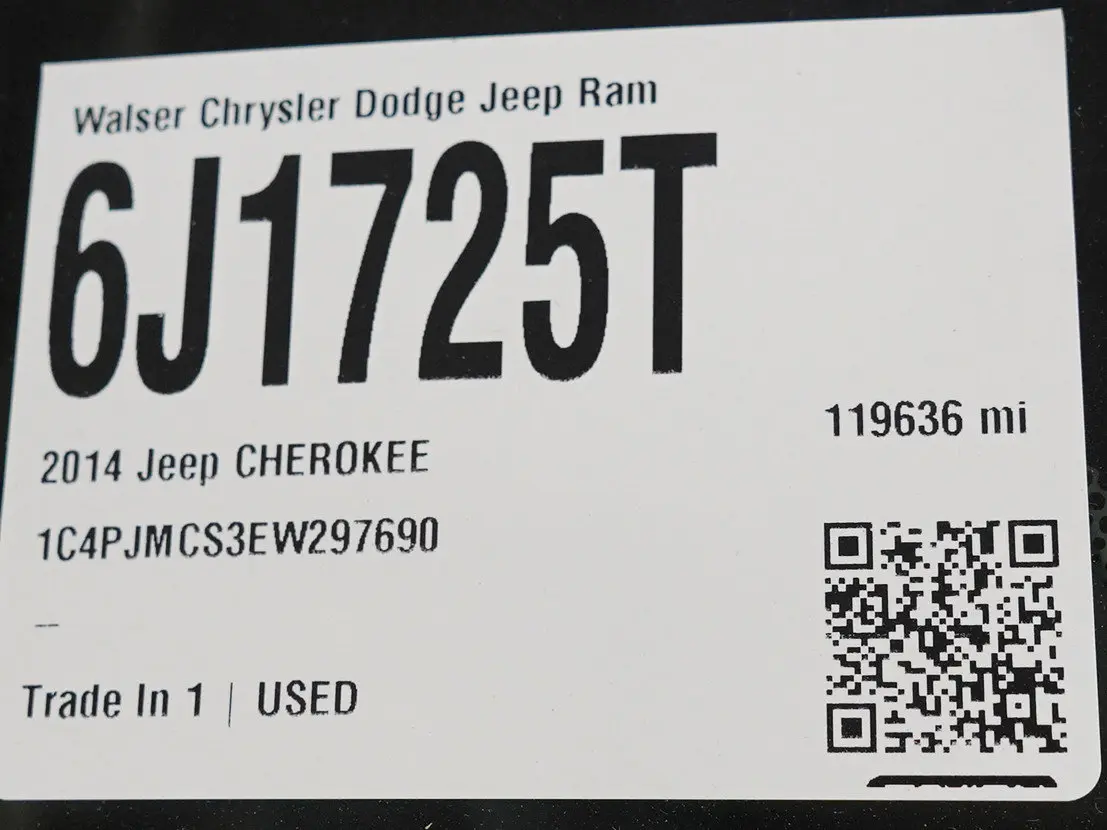 Walser Chrysler Dodge Jeep Ram
6J1725T
119636 mi
2014 Jeep CHEROKEE
1C4PJMCS3EW297690
--
Trade In 1 | USED